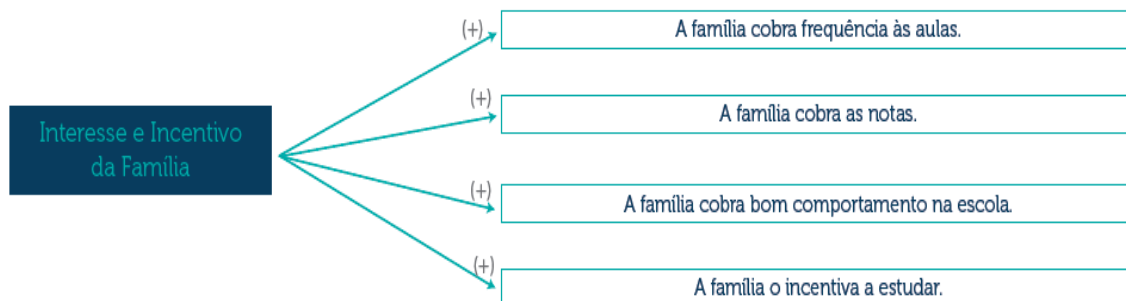 (+)
A família cobra frequência às aulas.
(+)
A família cobra as notas.
Interesse e Incentivo
da Família
(+)
A família cobra bom comportamento na escola.
(+)
A família o incentiva a estudar.